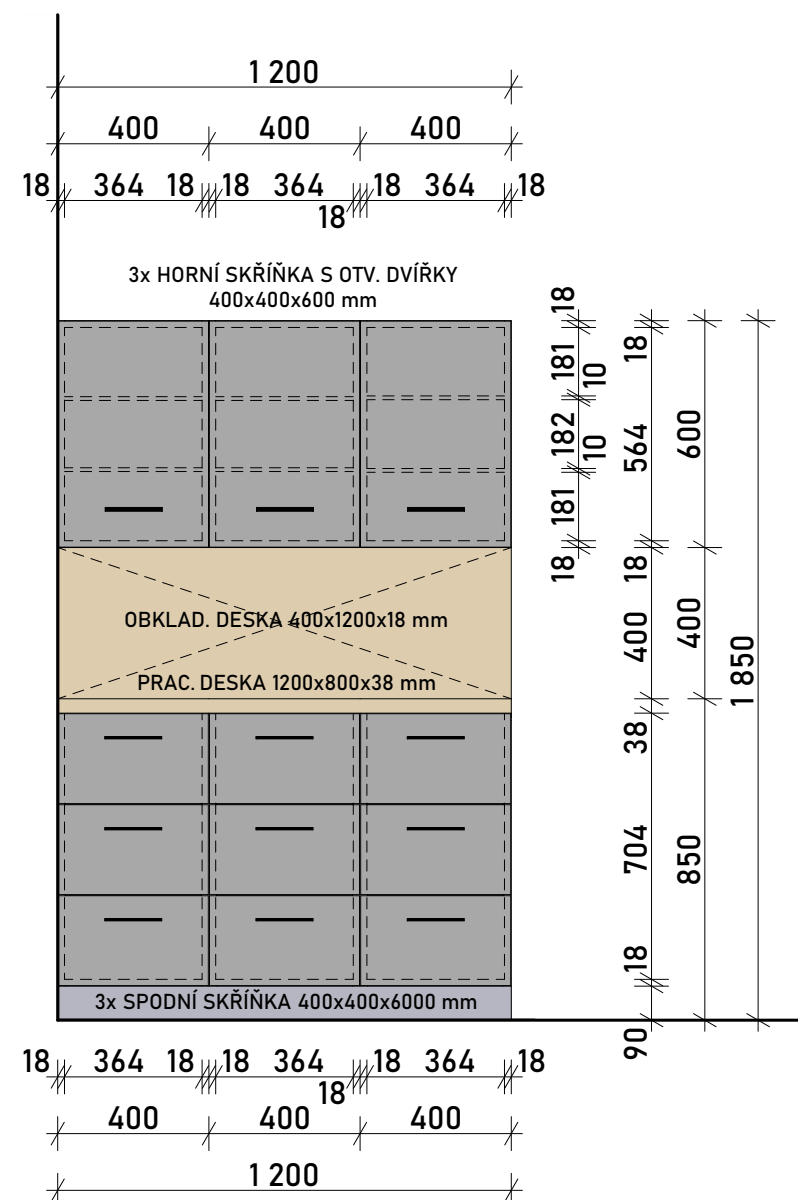 1 200
400 400 400
18 364 18 18 364 18 364 18
18
3x HORNÍ SKŘÍŇKA S OTV. DVÍŘKY
400x400x600 mm
18
181
10
182
10
181
18
18
564
18
400
38
704
18
90
600
400
850
1 850
OBKLAD. DESKA 400x1200x18 mm
PRAC. DESKA 1200x800x38 mm
3x SPODNÍ SKŘÍŇKA 400x400x6000 mm
18 364 18 18 364 18 364 18
18
400 400 400
1 200